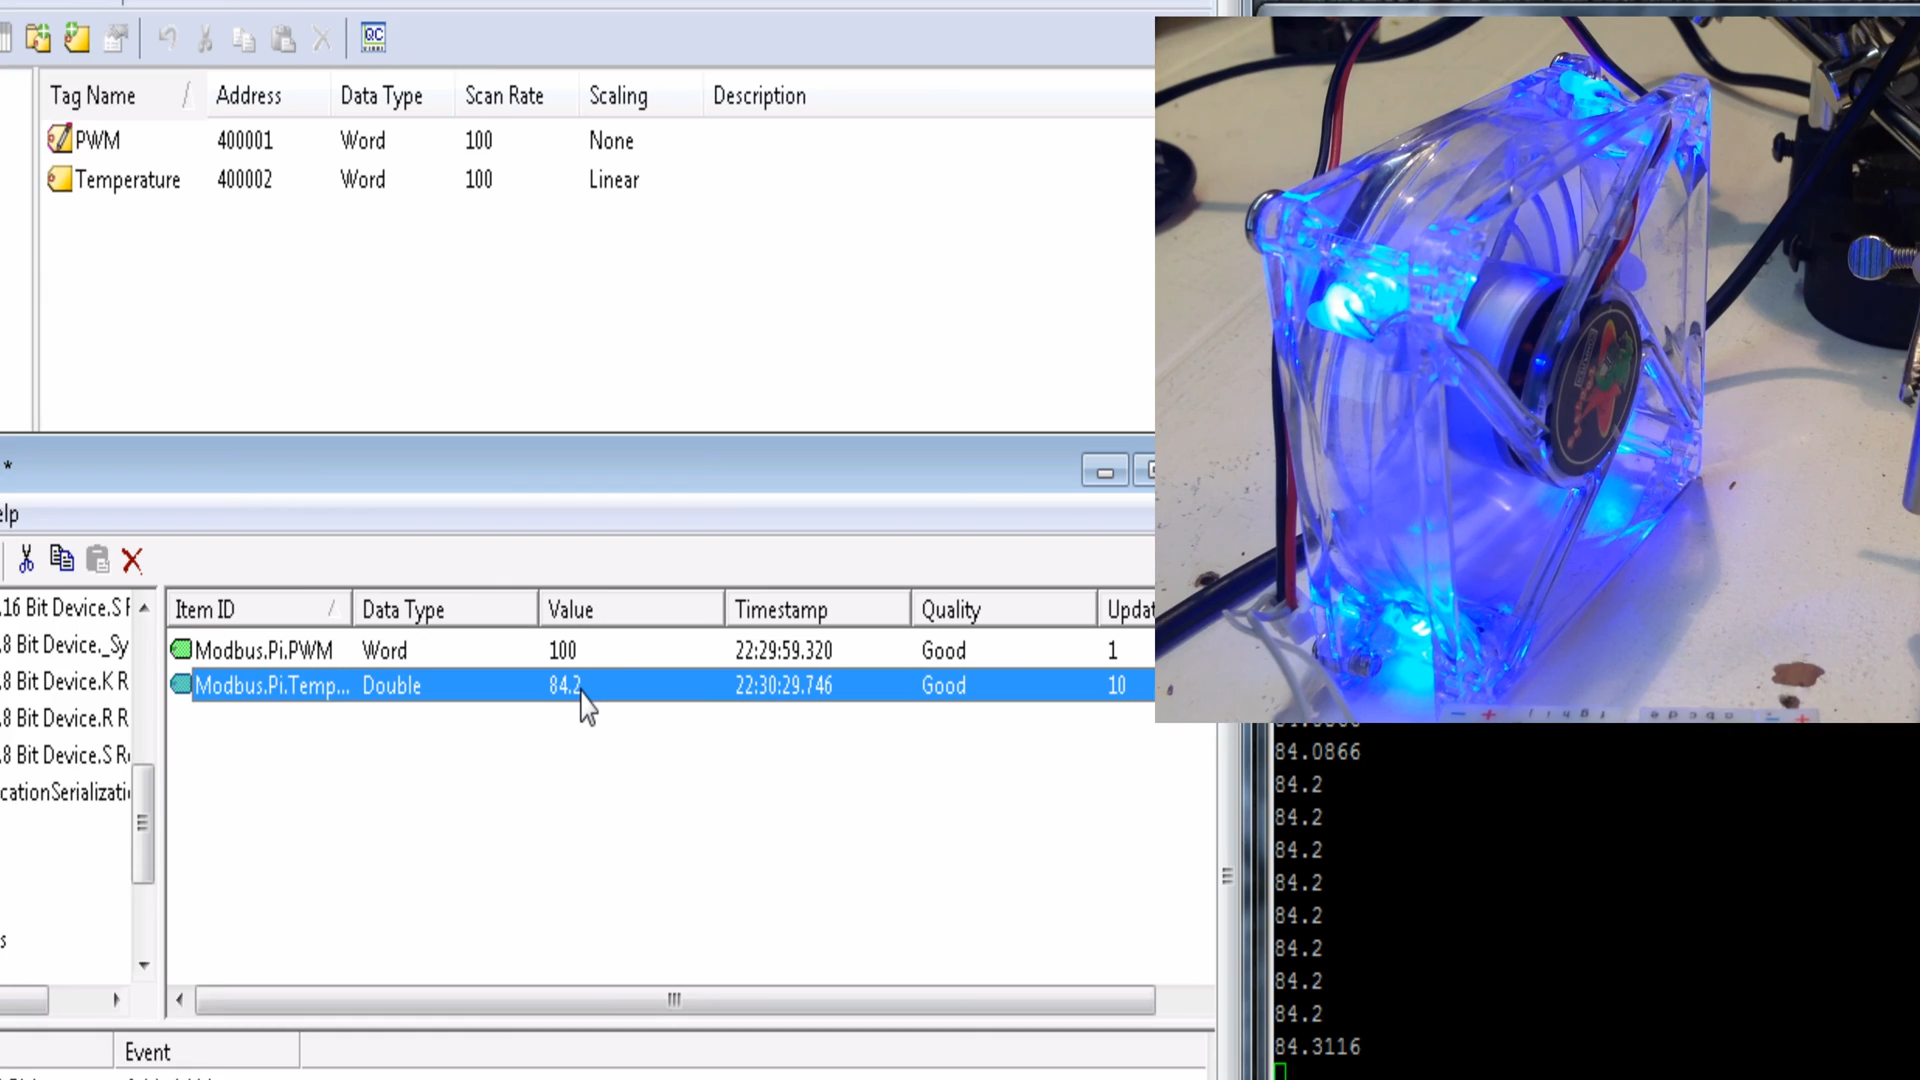 QC
Tag Name / Address Data Type Scan Rate Scaling Description
PWM 400001 Word 100 None
Temperature 400002 Word 100 Linear
*
elp
.16 Bit Device.S F
.8 Bit Device._Sy
.8 Bit Device.K R
.8 Bit Device.R R
.8 Bit Device.S R
cationSerializati
s
Item ID / Data Type Value Timestamp Quality Updat
Modbus.Pi.PWM Word 100 22:29:59.320 Good 1
Modbus.Pi.Temp... Double 84.2 22:30:29.746 Good 10
Event
84.0866
84.2
84.2
84.2
84.2
84.2
84.2
84.2
84.2
84.3116